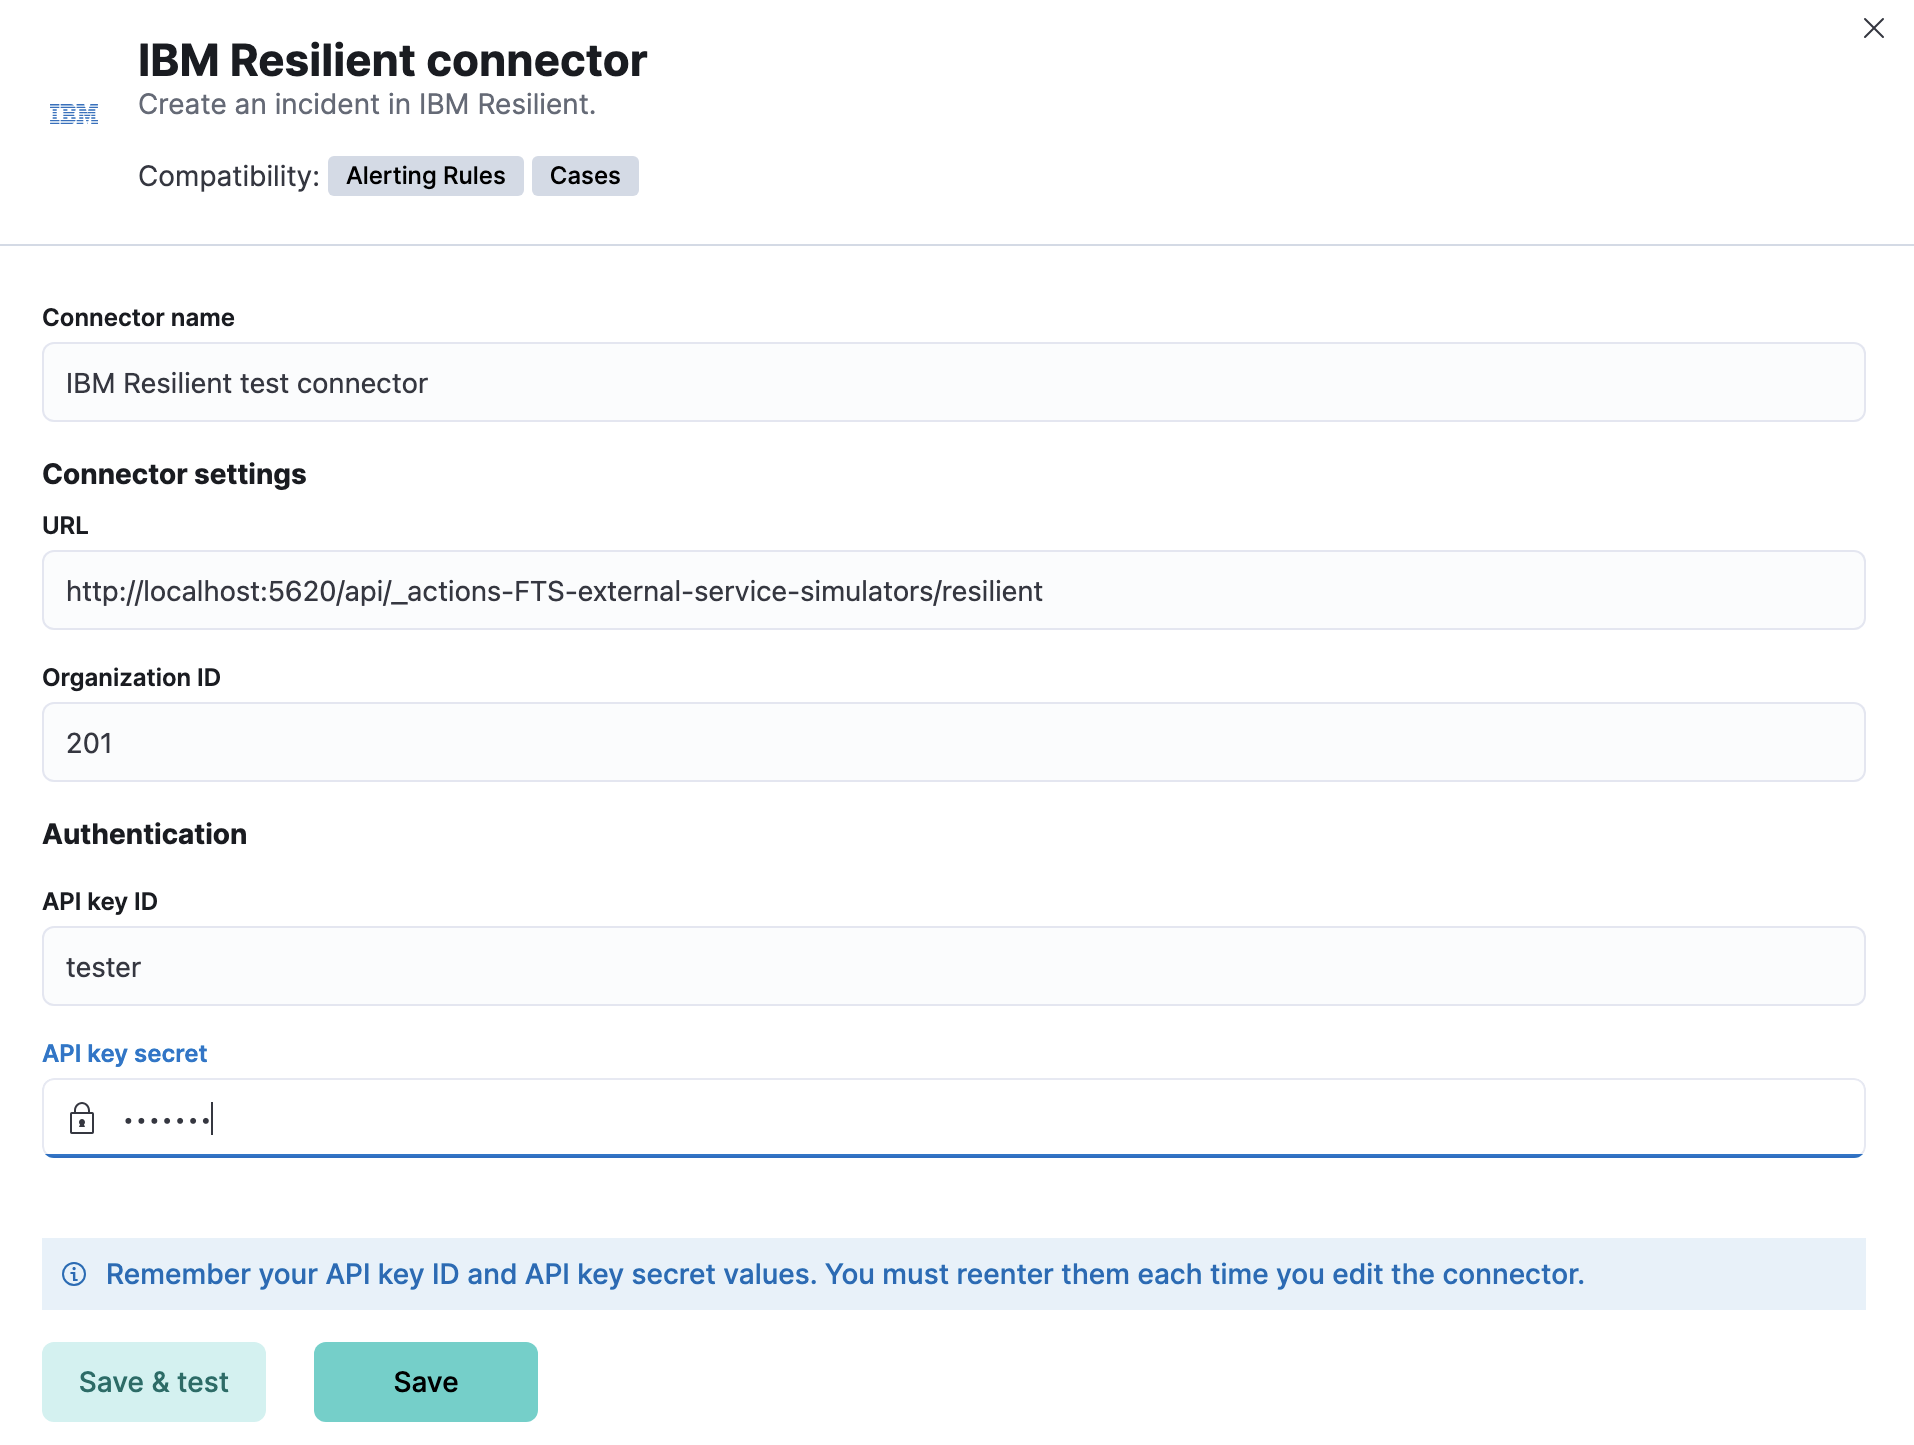 IBM Resilient connector
IBM
Create an incident in IBM Resilient.
Compatibility: Alerting Rules Cases
Connector name
IBM Resilient test connector
Connector settings
URL
http://localhost:5620/api/_actions-FTS-external-service-simulators/resilient
Organization ID
201
Authentication
API key ID
tester
API key secret
•••••••
Remember your API key ID and API key secret values. You must reenter them each time you edit the connector.
Save & test Save